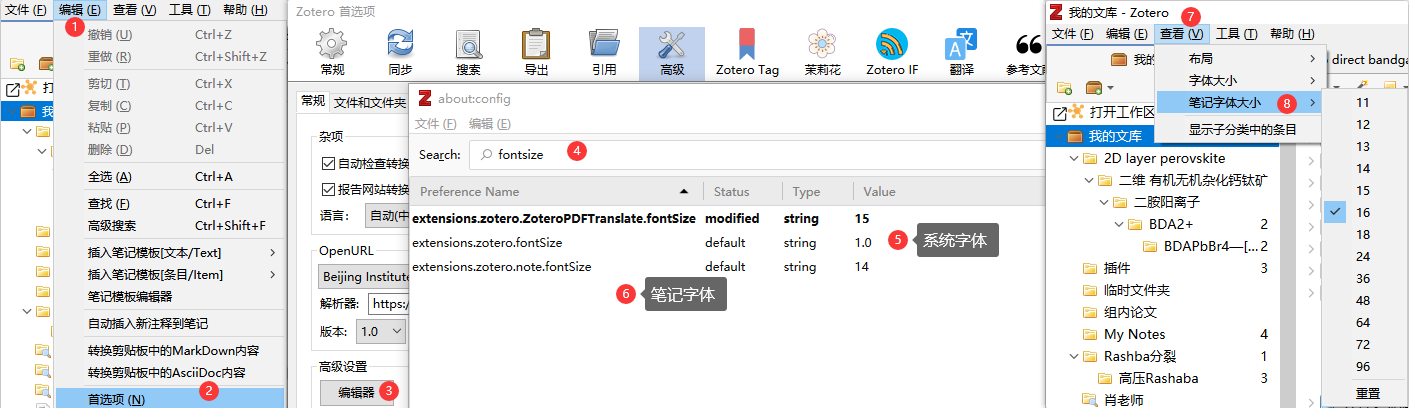 文件 (F)
编辑 (E)
查看 (V)
工具 (T)
帮助 (H)
1
撤销 (U) Ctrl+Z
重做 (R) Ctrl+Shift+Z
剪切 (T) Ctrl+X
复制 (C) Ctrl+C
粘贴 (P) Ctrl+V
删除 (D) Del
全选 (A) Ctrl+A
查找 (F) Ctrl+F
高级搜索 Ctrl+Shift+F
插入笔记模板[文本/Text]
插入笔记模板[条目/Item]
笔记模板编辑器
自动插入新注释到笔记
转换剪贴板中的MarkDown内容
转换剪贴板中的AsciiDoc内容
首选项 (N)
2
打
我
Zotero 首选项
常规
同步
搜索
导出
引用
高级
Zotero Tag
茉莉花
Zotero IF
翻译
参考文献
常规
文件和文件夹
杂项
自动检查转换
报告网站转换
语言: 自动(中
OpenURL
Beijing Institute
解析器: https:/
版本: 1.0
高级设置
编辑器
3
about:config
文件 (F) 编辑 (E)
Search: fontsize
4
Preference Name Status Type Value
extensions.zotero.ZoteroPDFTranslate.fontSize modified string 15
extensions.zotero.fontSize default string 1.0
extensions.zotero.note.fontSize default string 14
5 系统字体
6 笔记字体
我的文库 - Zotero
7
文件 (F) 编辑 (E) 查看 (V) 工具 (T) 帮助 (H)
我的
布局
字体大小
笔记字体大小
8
显示子分类中的条目
direct bandga
打开工作区
我的文库
2D layer perovskite
二维 有机无机杂化钙钛矿
二胺阳离子
BDA2+ 2
BDAPbBr4—[... 2
插件 3
临时文件夹
组内论文
My Notes 4
Rashba分裂 1
高压Rashaba 3
肖老师
11
12
13
14
15
16
18
24
36
48
64
72
96
重置